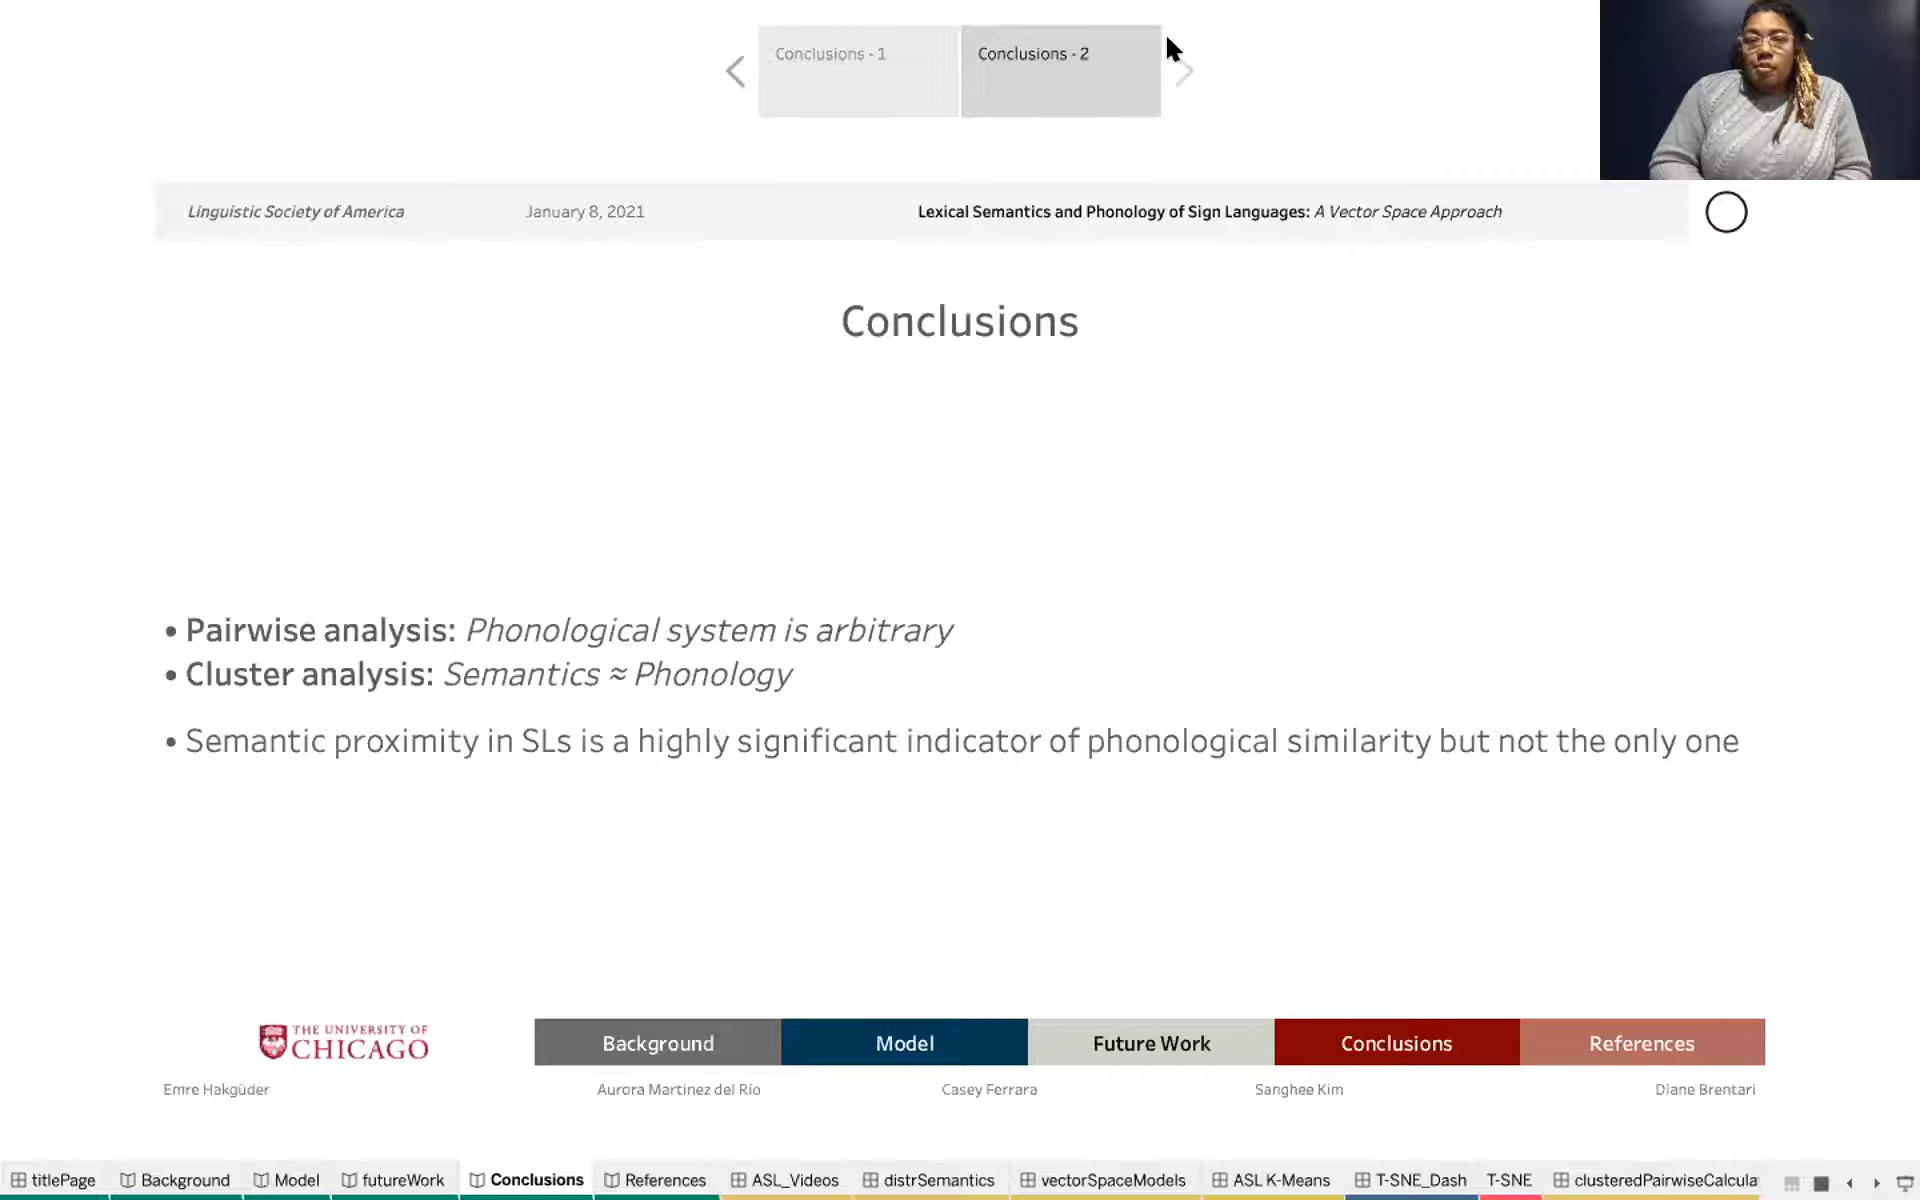 Conclusions - 1
Conclusions - 2
Linguistic Society of America
January 8, 2021
Lexical Semantics and Phonology of Sign Languages: A Vector Space Approach
Conclusions
• Pairwise analysis: Phonological system is arbitrary
• Cluster analysis: Semantics ≈ Phonology
• Semantic proximity in SLs is a highly significant indicator of phonological similarity but not the only one
THE UNIVERSITY OF
CHICAGO
Background
Model
Future Work
Conclusions
References
Emre Hakgüder
Aurora Martinez del Rio
Casey Ferrara
Sanghee Kim
Diane Brentari
titlePage
Background
Model
futureWork
Conclusions
References
ASL_Videos
distrSemantics
vectorSpaceModels
ASL K-Means
T-SNE_Dash
T-SNE
clusteredPairwiseCalcula